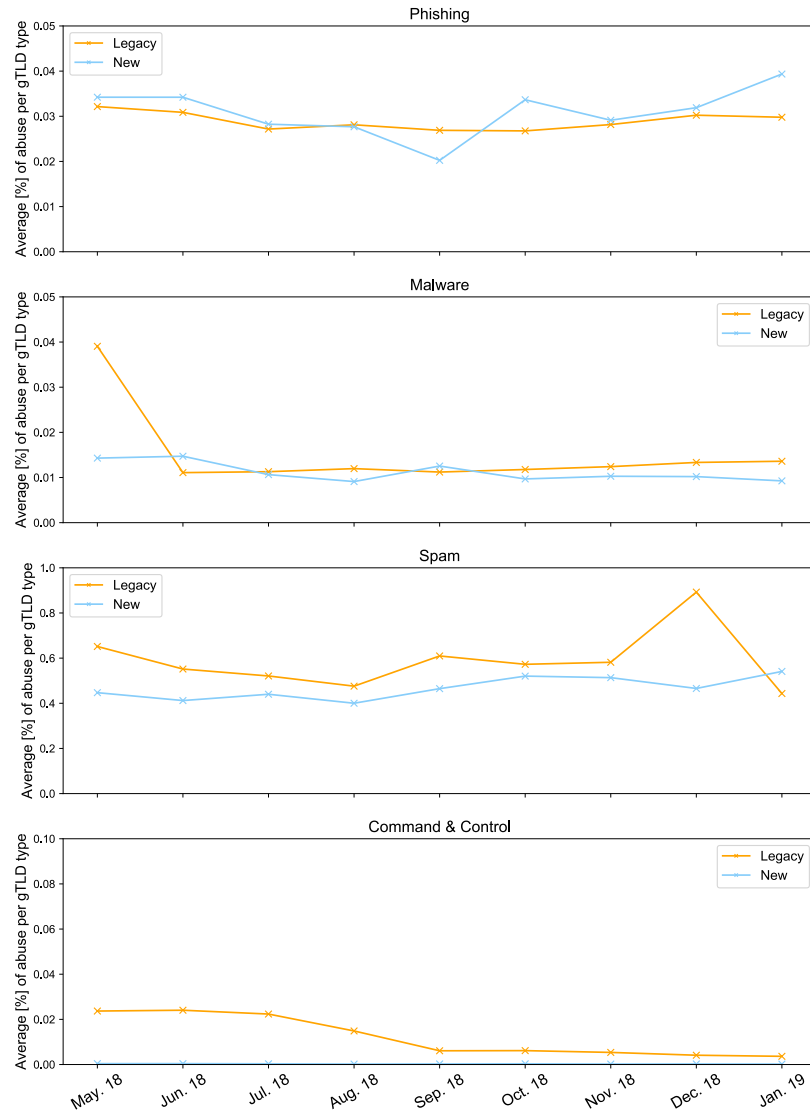 Phishing
Average [%] of abuse per gTLD type
0.05
0.04
0.03
0.02
0.01
0.00
Legacy
New
Malware
Average [%] of abuse per gTLD type
0.05
0.04
0.03
0.02
0.01
0.00
Legacy
New
Spam
Average [%] of abuse per gTLD type
1.0
0.8
0.6
0.4
0.2
0.0
Legacy
New
Command & Control
Average [%] of abuse per gTLD type
0.10
0.08
0.06
0.04
0.02
0.00
Legacy
New
May. 18
Jun. 18
Jul. 18
Aug. 18
Sep. 18
Oct. 18
Nov. 18
Dec. 18
Jan. 19